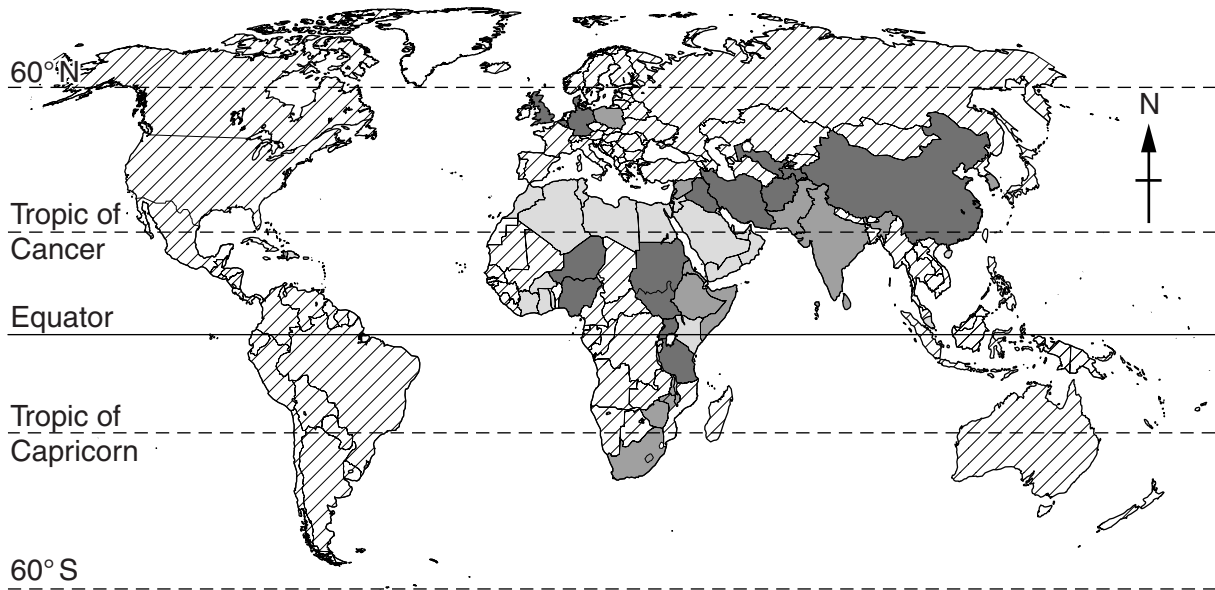 60° N
N
Tropic of
Cancer
Equator
Tropic of
Capricorn
60° S